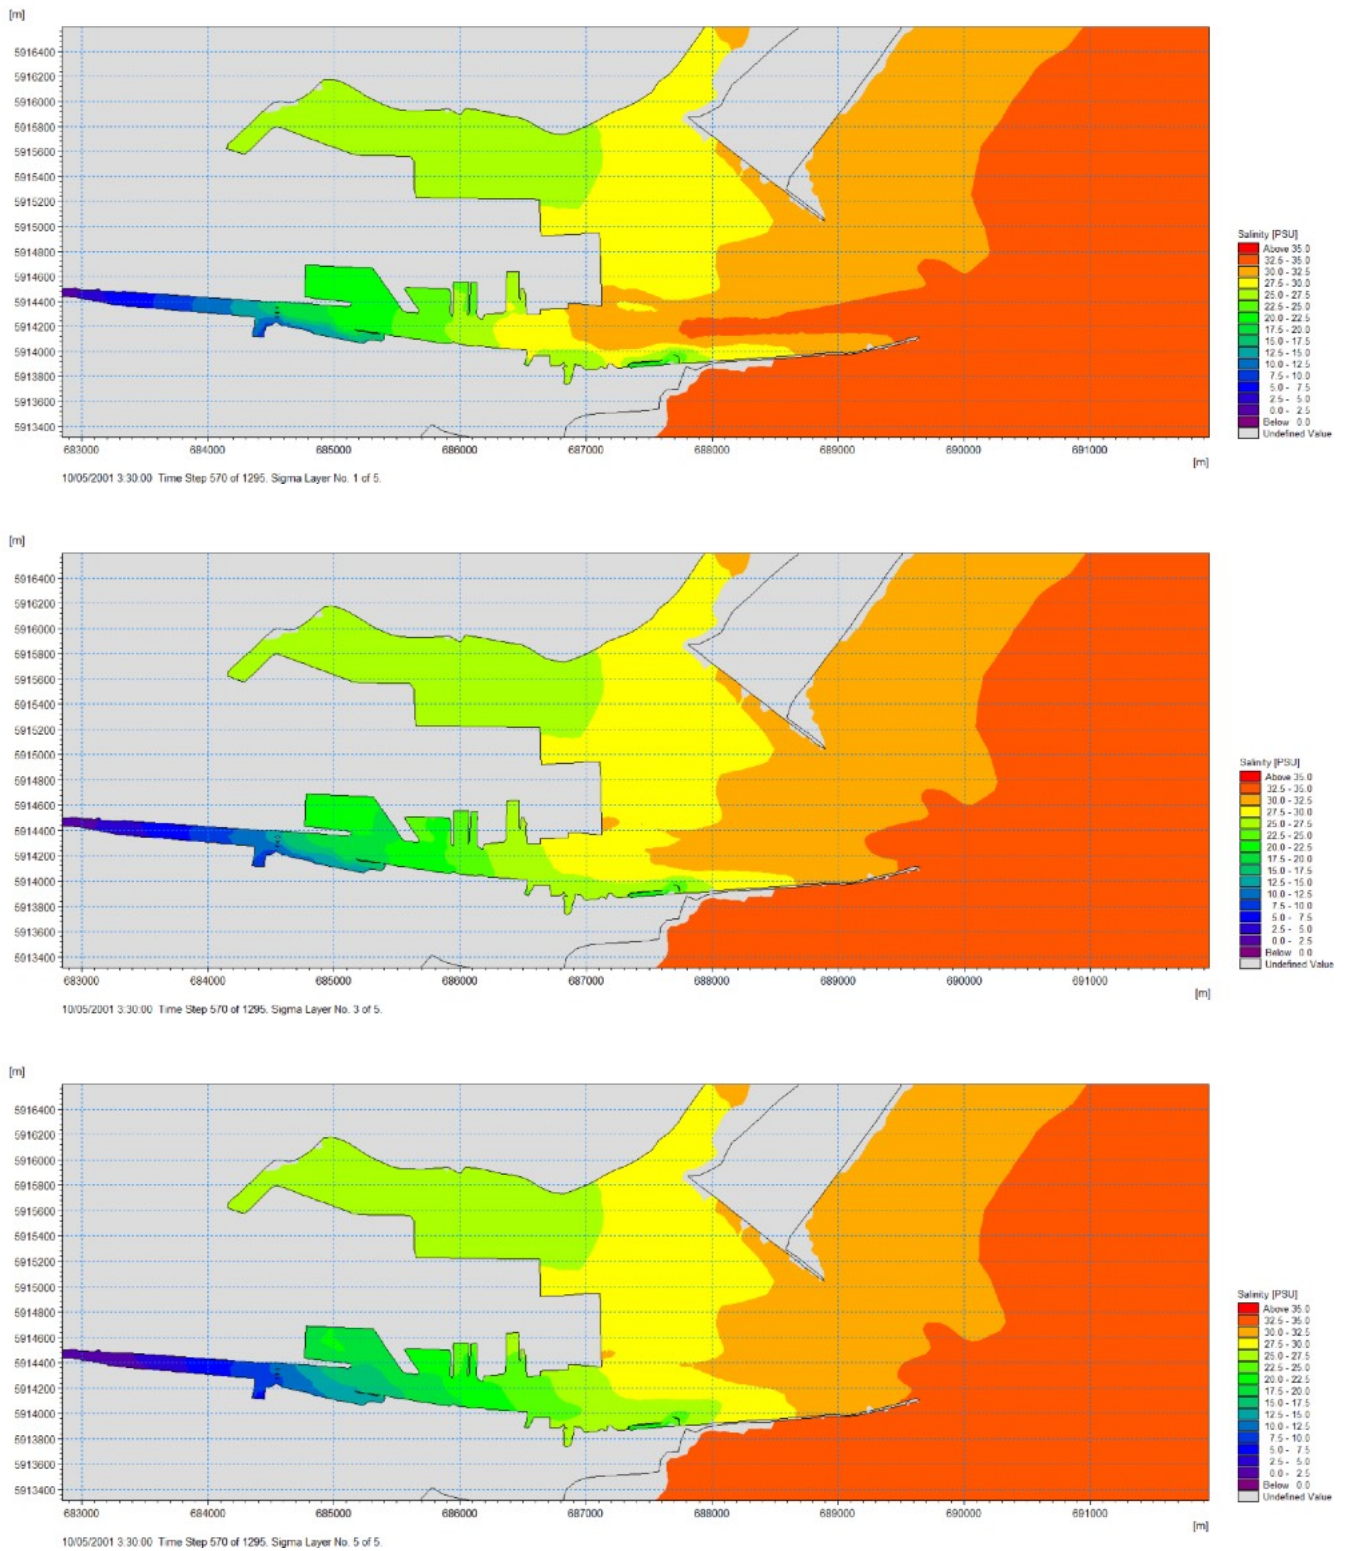 [m]
5916400
5916200
5916000
5915800
5915600
5915400
5915200
5915000
5914800
5914600
5914400
5914200
5914000
5913800
5913600
5913400
683000 684000 685000 686000 687000 688000 689000 690000 691000
[m]
10/05/2001 3:30:00 Time Step 570 of 1295. Sigma Layer No. 1 of 5.
Salinity [PSU]
Above 35.0
32.5 - 35.0
30.0 - 32.5
27.5 - 30.0
25.0 - 27.5
22.5 - 25.0
20.0 - 22.5
17.5 - 20.0
15.0 - 17.5
12.5 - 15.0
10.0 - 12.5
7.5 - 10.0
5.0 - 7.5
2.5 - 5.0
0.0 - 2.5
Below 0.0
Undefined Value
[m]
5916400
5916200
5916000
5915800
5915600
5915400
5915200
5915000
5914800
5914600
5914400
5914200
5914000
5913800
5913600
5913400
683000 684000 685000 686000 687000 688000 689000 690000 691000
[m]
10/05/2001 3:30:00 Time Step 570 of 1295. Sigma Layer No. 3 of 5.
Salinity [PSU]
Above 35.0
32.5 - 35.0
30.0 - 32.5
27.5 - 30.0
25.0 - 27.5
22.5 - 25.0
20.0 - 22.5
17.5 - 20.0
15.0 - 17.5
12.5 - 15.0
10.0 - 12.5
7.5 - 10.0
5.0 - 7.5
2.5 - 5.0
0.0 - 2.5
Below 0.0
Undefined Value
[m]
5916400
5916200
5916000
5915800
5915600
5915400
5915200
5915000
5914800
5914600
5914400
5914200
5914000
5913800
5913600
5913400
683000 684000 685000 686000 687000 688000 689000 690000 691000
[m]
10/05/2001 3:30:00 Time Step 570 of 1295. Sigma Layer No. 5 of 5.
Salinity [PSU]
Above 35.0
32.5 - 35.0
30.0 - 32.5
27.5 - 30.0
25.0 - 27.5
22.5 - 25.0
20.0 - 22.5
17.5 - 20.0
15.0 - 17.5
12.5 - 15.0
10.0 - 12.5
7.5 - 10.0
5.0 - 7.5
2.5 - 5.0
0.0 - 2.5
Below 0.0
Undefined Value